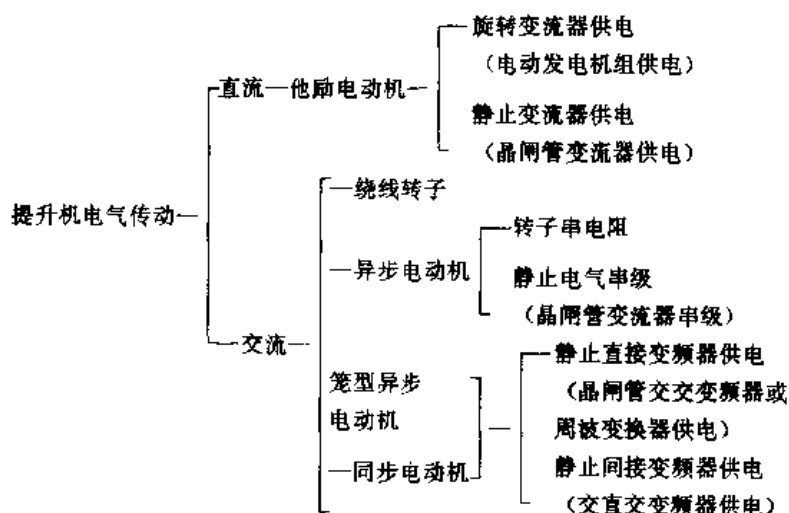 旋转变流器供电
(电动发电机组供电)
直流
他励电动机
静止变流器供电
(晶闸管变流器供电)
提升机电气传动
绕线转子
转子串电阻
异步电动机
静止电气串级
(晶闸管变流器串级)
交流
静止直接变频器供电
(晶闸管交交变频器或
周波变换器供电)
笼型异步
电动机
同步电动机
静止间接变频器供电
(交直交变频器供电)